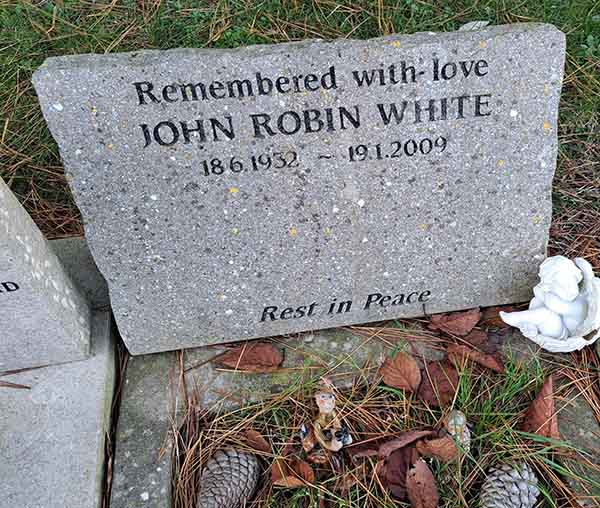 Remembered with love
JOHN ROBIN WHITE
18.6.1932 ~ 19.1.2009
Rest in Peace